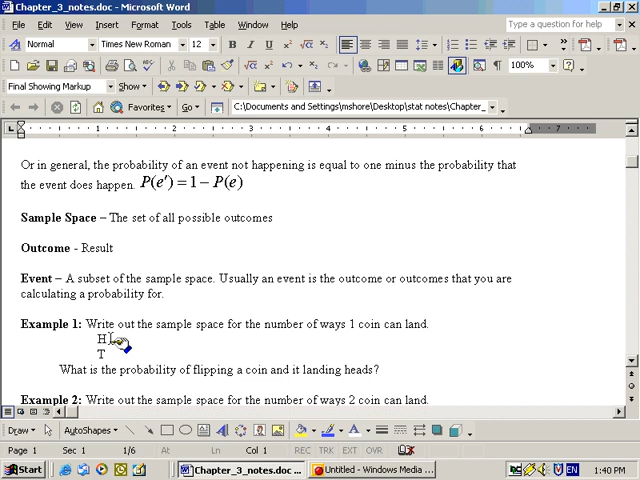 Chapter_3_notes.doc - Microsoft Word
File Edit View Insert Format Tools Table Window Help Type a question for help
Normal Times New Roman 12 B I U
100%
Final Showing Markup Show
Favorites Go C:\Documents and Settings\mshore\Desktop\stat notes\Chapter_
1 2 3 4 5 6 7
Or in general, the probability of an event not happening is equal to one minus the probability that
the event does happen. P(e′) = 1 − P(e)
Sample Space – The set of all possible outcomes
Outcome - Result
Event – A subset of the sample space. Usually an event is the outcome or outcomes that you are
calculating a probability for.
Example 1: Write out the sample space for the number of ways 1 coin can land.
H
T
What is the probability of flipping a coin and it landing heads?
Example 2: Write out the sample space for the number of ways 2 coin can land.
Draw AutoShapes
Page 1 Sec 1 1/6 At Ln Col 1 REC TRK EXT OVR
Start Chapter_3_notes.doc ... Untitled - Windows Media ... EN 1:40 PM